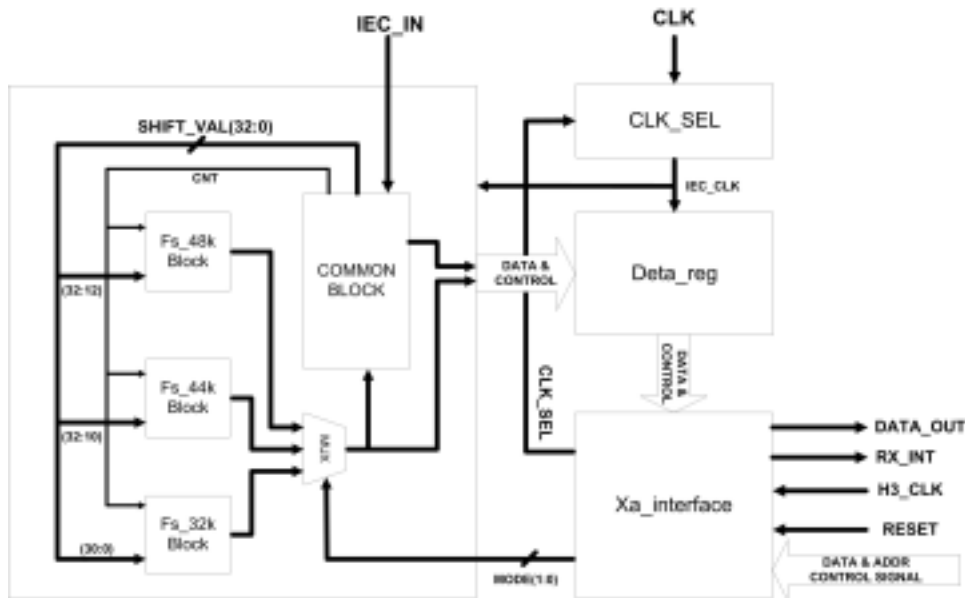 IEC_IN
CLK
SHIFT_VAL(32:0)
CLK_SEL
CNT
IEC_CLK
Fs_48k
Block
COMMON
BLOCK
DATA &
CONTROL
Deta_reg
(32:12)
Fs_44k
Block
DATA &
CONTROL
CLK_SEL
(32:10)
MUX
DATA_OUT
RX_INT
Fs_32k
Block
Xa_interface
H3_CLK
RESET
(30:0)
MODE(1:0)
DATA & ADDR
CONTROL SIGNAL